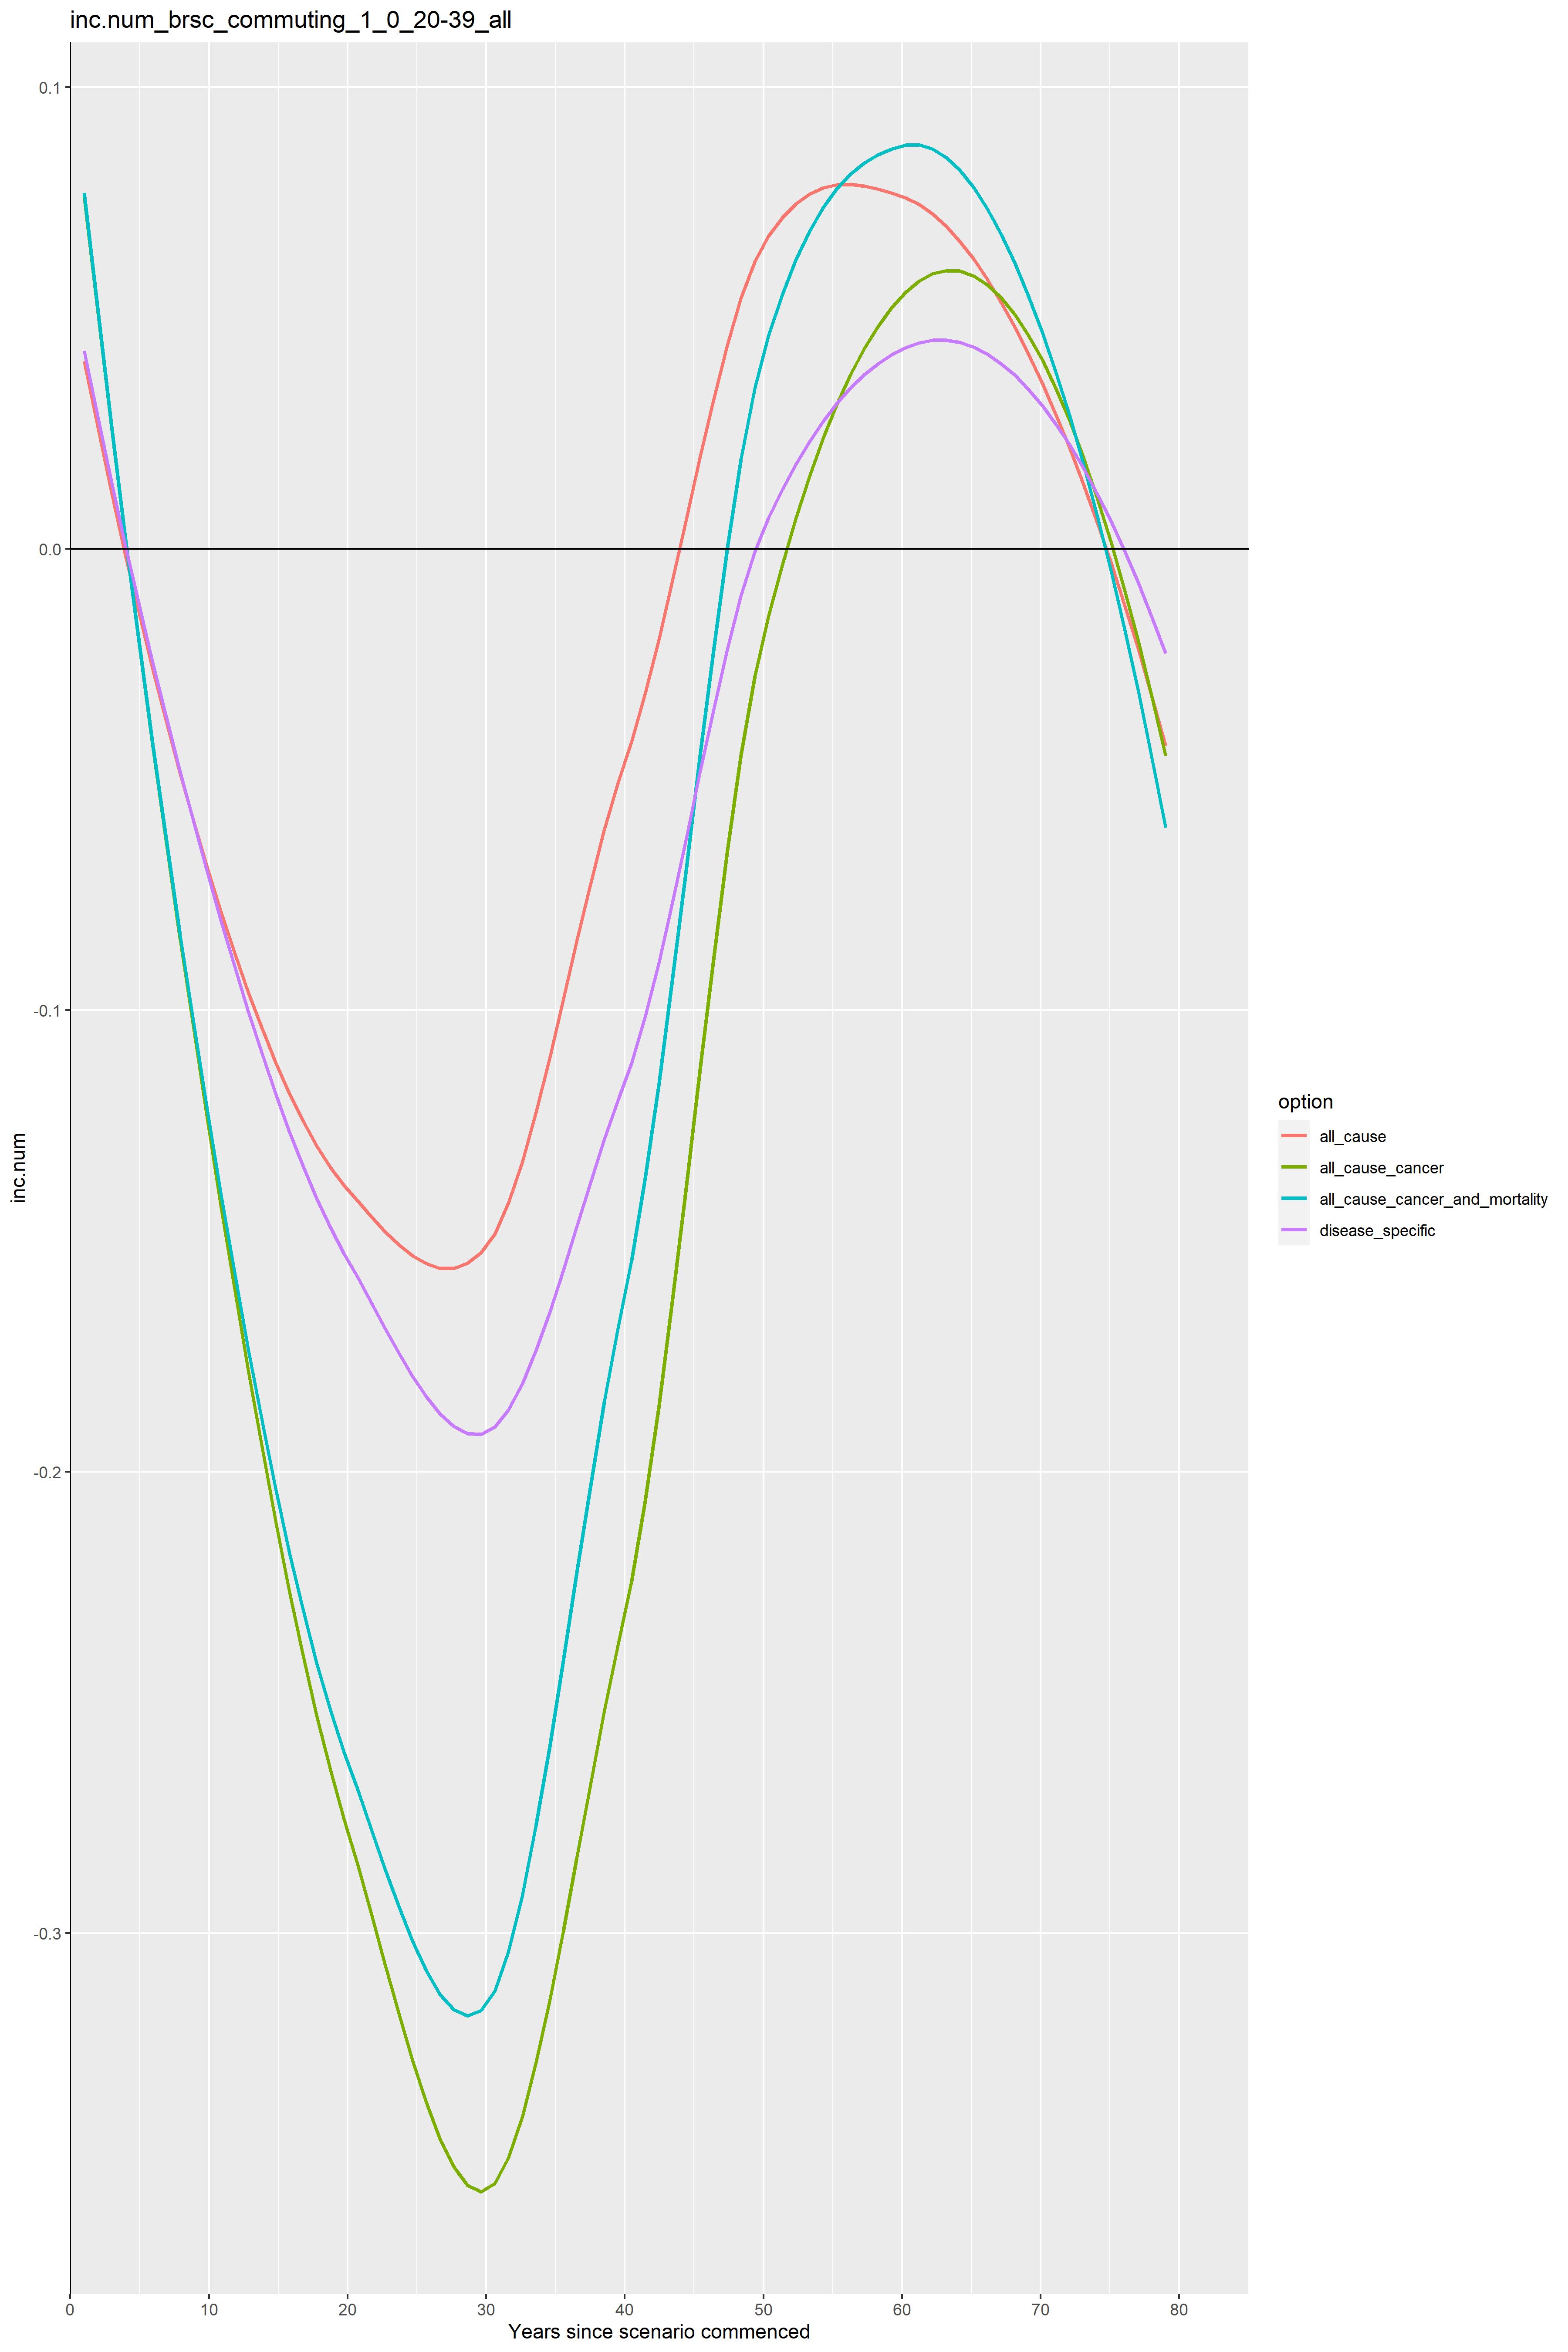 inc.num_brsc_commuting_1_0_20-39_all
0.1
0.0
-0.1
-0.2
-0.3
inc.num
0 10 20 30 40 50 60 70 80
Years since scenario commenced
option
all_cause
all_cause_cancer
all_cause_cancer_and_mortality
disease_specific